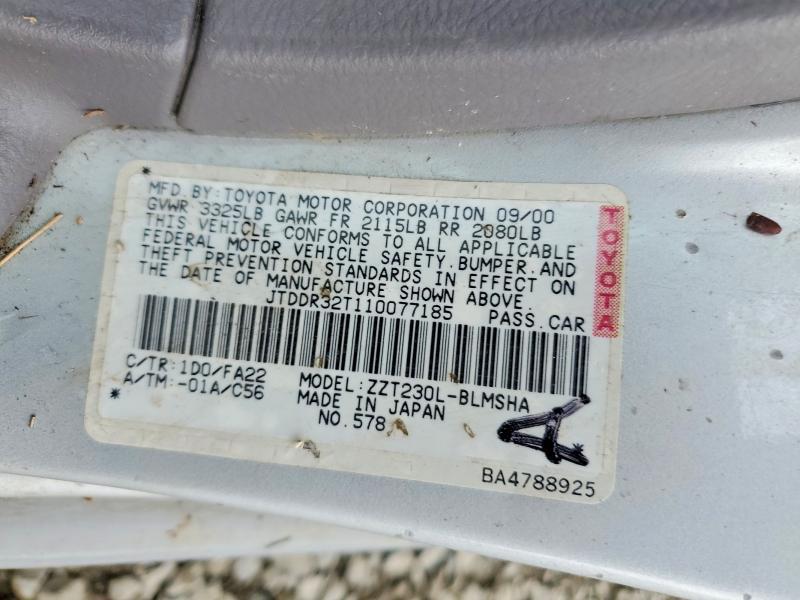 MFD. BY: TOYOTA MOTOR CORPORATION 09/00
GVWR 3325LB GAWR FR 2115LB RR 2080LB
THIS VEHICLE CONFORMS TO ALL APPLICABLE
FEDERAL MOTOR VEHICLE SAFETY, BUMPER, AND
THEFT PREVENTION STANDARDS IN EFFECT ON
THE DATE OF MANUFACTURE SHOWN ABOVE.
JTDDR32T110077185 PASS. CAR
TOYOTA
C/TR: 1D0/FA22
A/TM: -01A/C56
MODEL: ZZT230L-BLMSHA
MADE IN JAPAN
NO. 578
BA4788925